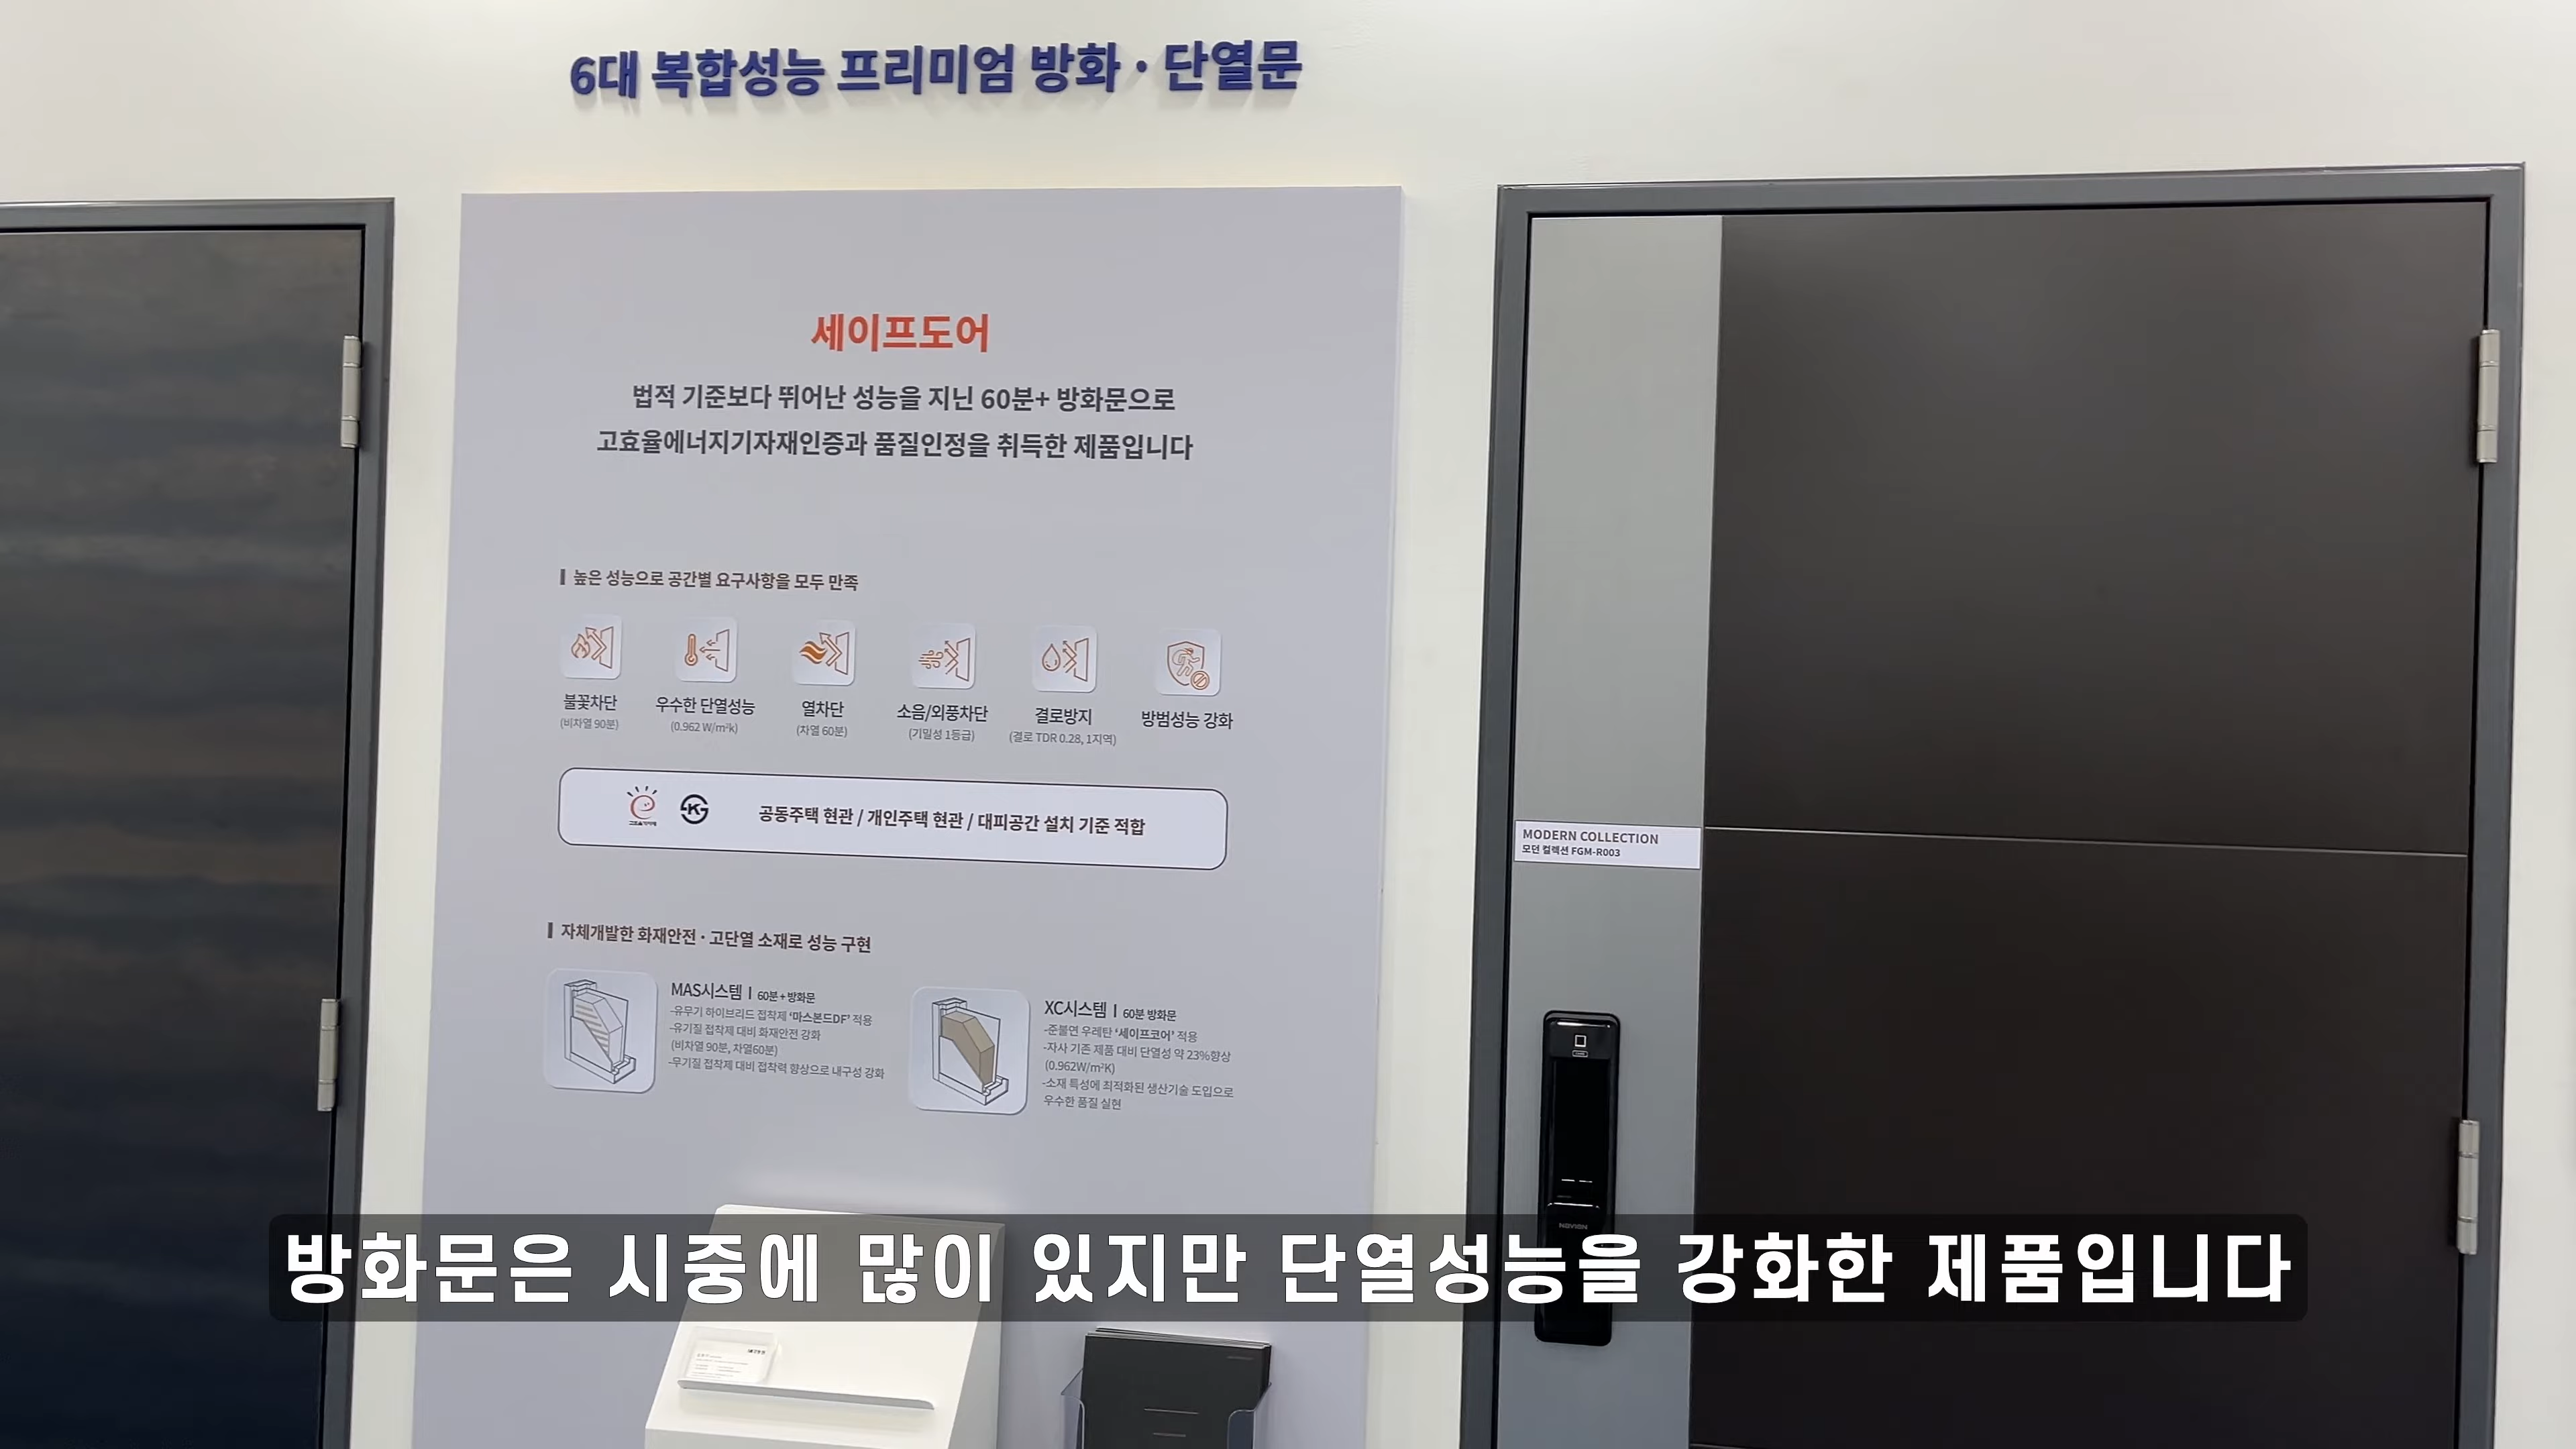 6대 복합성능 프리미엄 방화·단열문
세이프도어
법적 기준보다 뛰어난 성능을 지닌 60분+ 방화문으로
고효율에너지기자재인증과 품질인정을 취득한 제품입니다
높은 성능으로 공간별 요구사항을 모두 만족
불꽃차단
(비차열 90분)
우수한 단열성능
(0.962 W/m²k)
열차단
(차열 60분)
소음/외풍차단
(기밀성 1등급)
결로방지
(결로 TDR 0.28, 1지역)
방범성능 강화
공동주택 현관 / 개인주택 현관 / 대피공간 설치 기준 적합
자체개발한 화재안전·고단열 소재로 성능 구현
MAS시스템 | 60분+방화문
-유무기 하이브리드 접착제 '마스본드DF' 적용
-유기질 접착제 대비 화재안전 강화
(비차열 90분, 차열60분)
-무기질 접착제 대비 접착력 향상으로 내구성 강화
XC시스템 | 60분 방화문
-준불연 우레탄 '세이프코어' 적용
-자사 기존 제품 대비 단열성 약 23%향상
(0.962W/m²K)
-소재 특성에 최적화된 생산기술 도입으로
우수한 품질 실현
MODERN COLLECTION
모던 컬렉션 FGM-R003
방화문은 시중에 많이 있지만 단열성능을 강화한 제품입니다